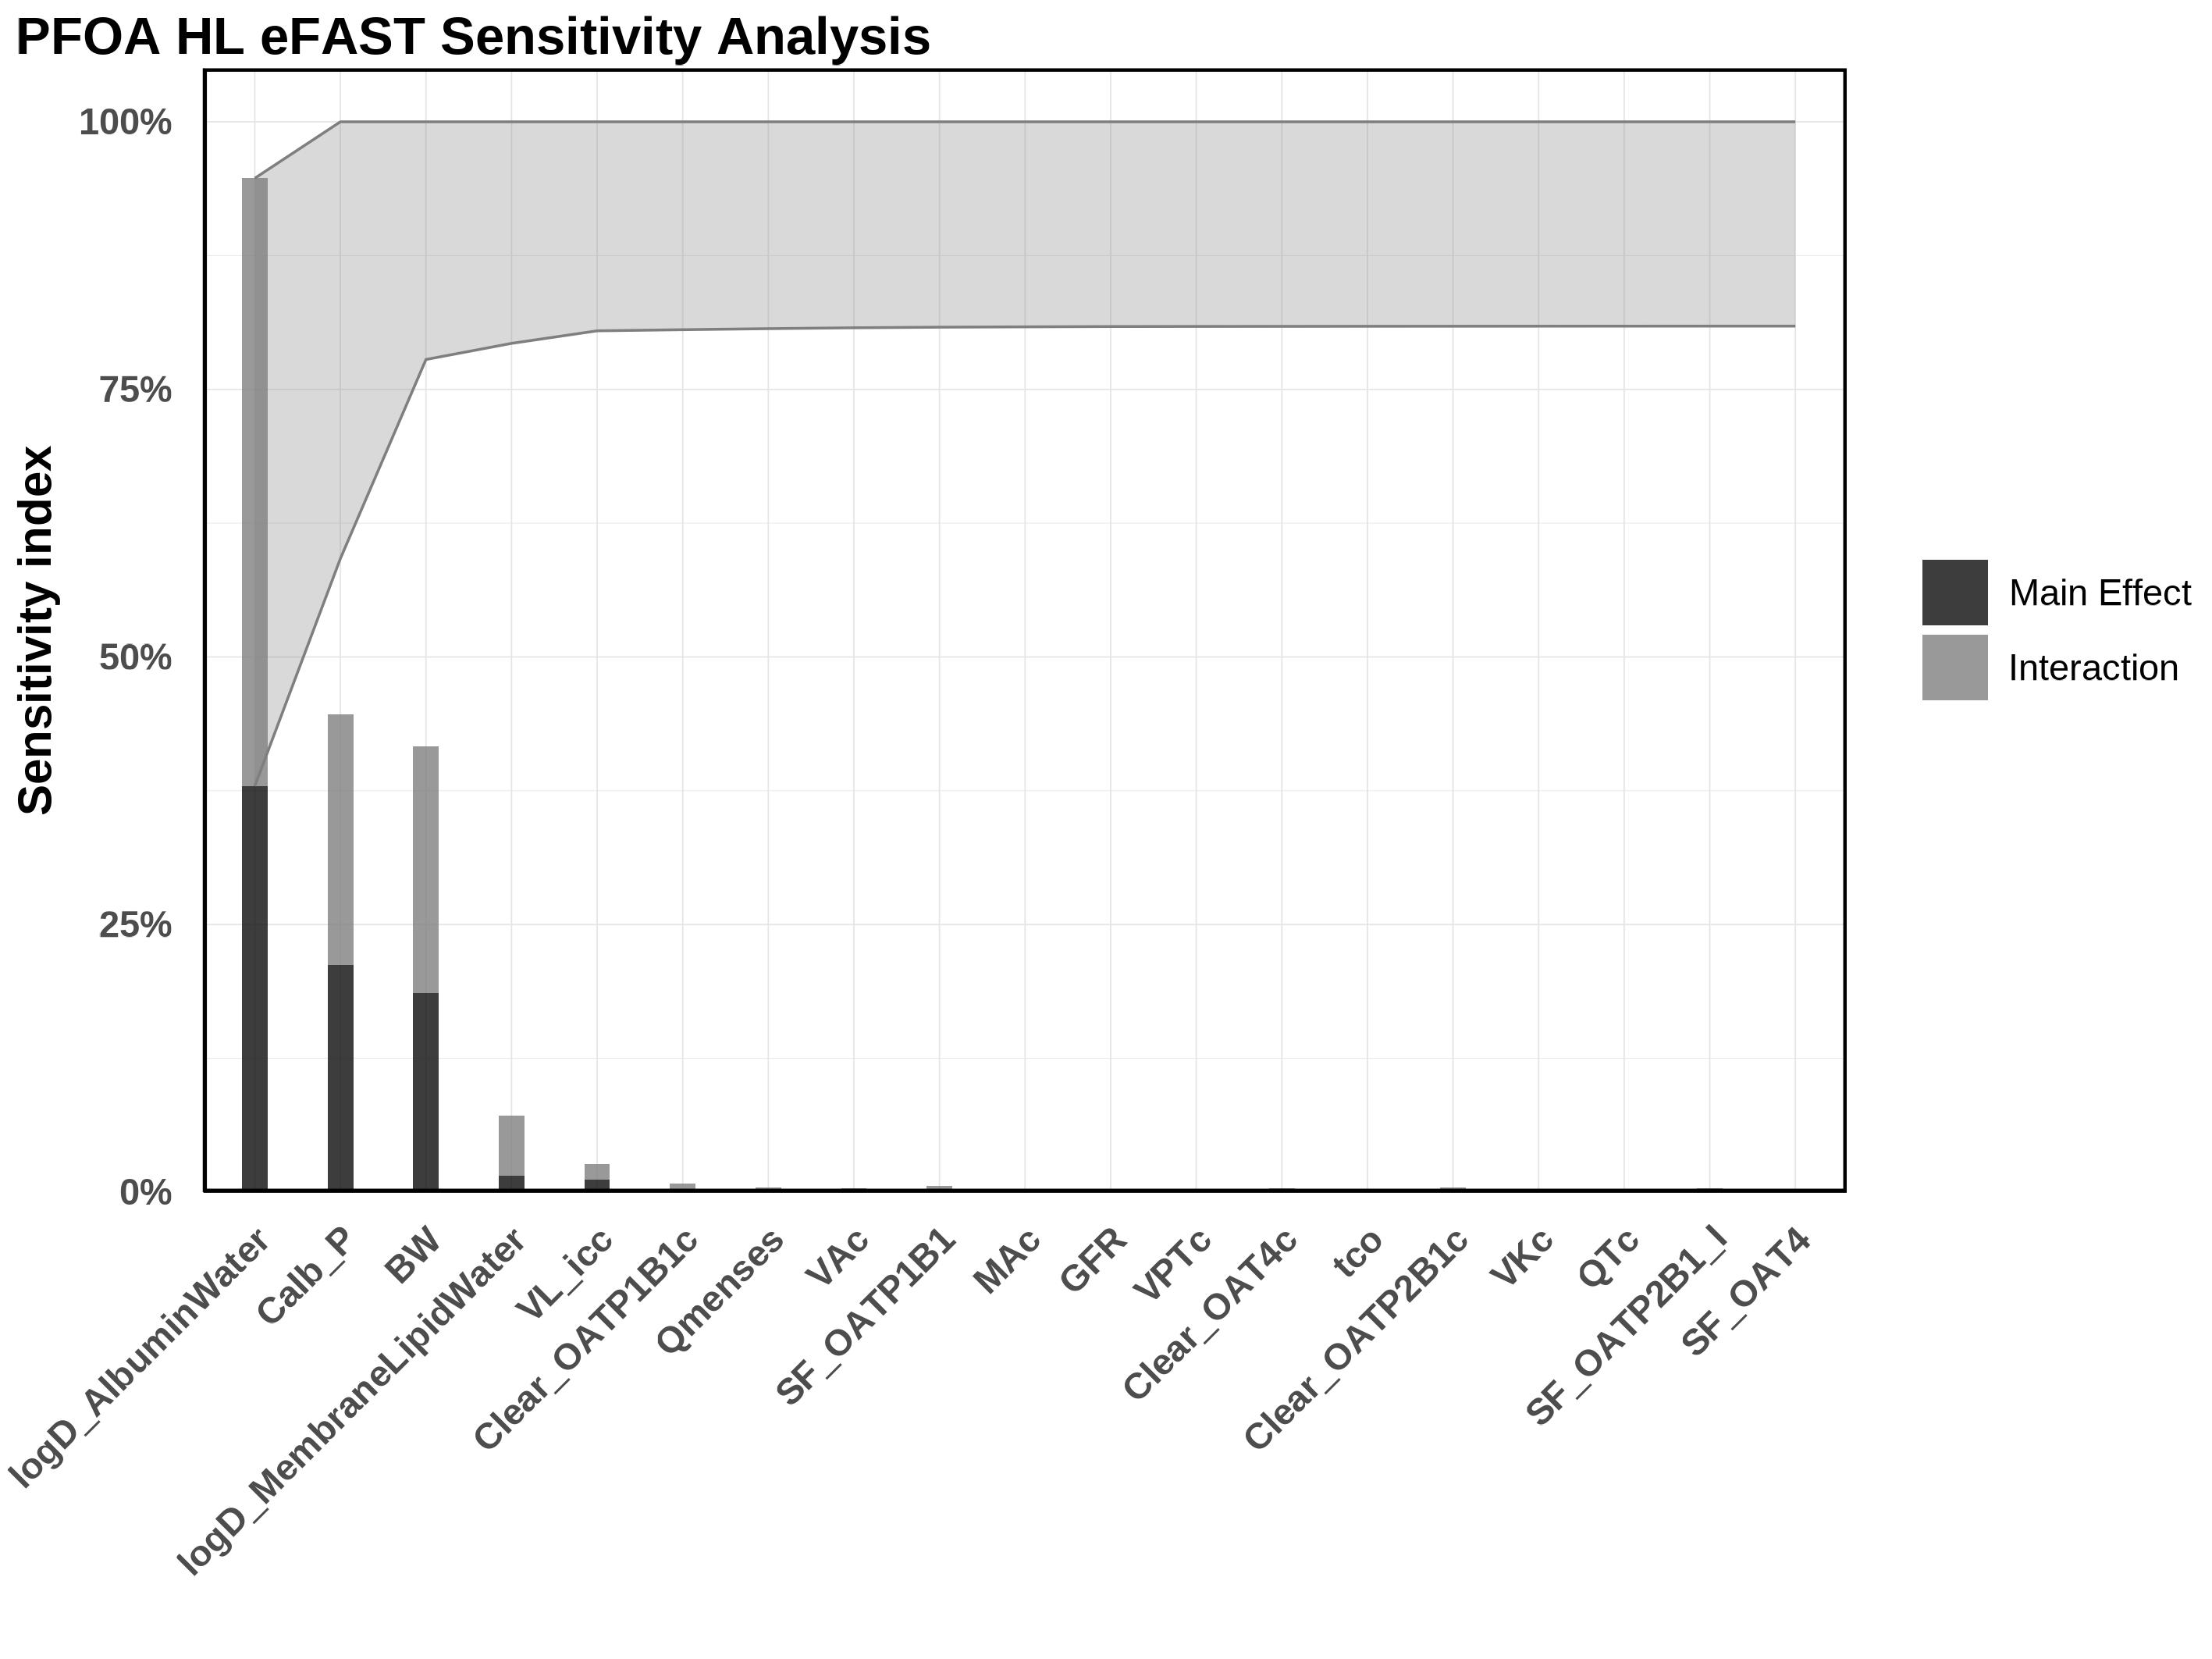 PFOA HL eFAST Sensitivity Analysis
Sensitivity index
100%
75%
50%
25%
0%
logD_AlbuminWater
Calb_P
BW
logD_MembraneLipidWater
VL_icc
Clear_OATP1B1c
Qmenses
VAc
SF_OATP1B1
MAc
GFR
VPTc
Clear_OAT4c
tco
Clear_OATP2B1c
VKc
QTc
SF_OATP2B1_I
SF_OAT4
Main Effect
Interaction